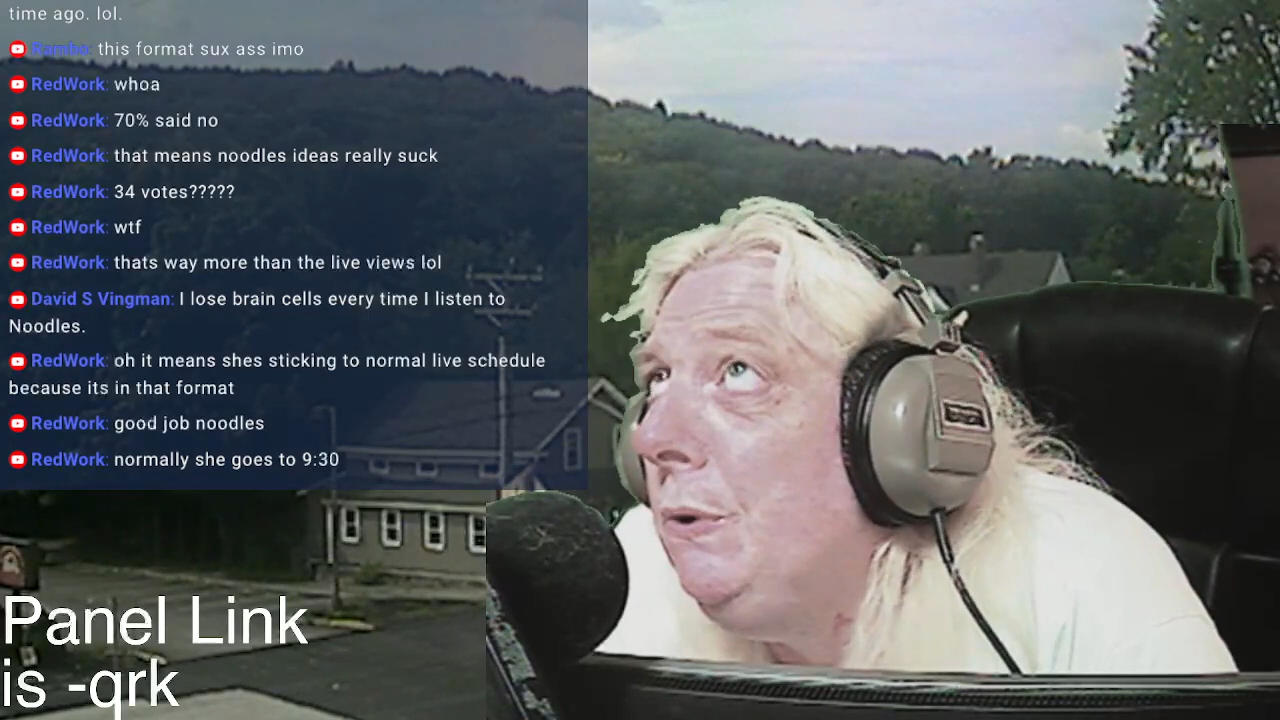 time ago. lol.
Rambo: this format sux ass imo
RedWork: whoa
RedWork: 70% said no
RedWork: that means noodles ideas really suck
RedWork: 34 votes?????
RedWork: wtf
RedWork: thats way more than the live views lol
David S Vingman: I lose brain cells every time I listen to
Noodles.
RedWork: oh it means shes sticking to normal live schedule
because its in that format
RedWork: good job noodles
RedWork: normally she goes to 9:30
Panel Link
is -qrk